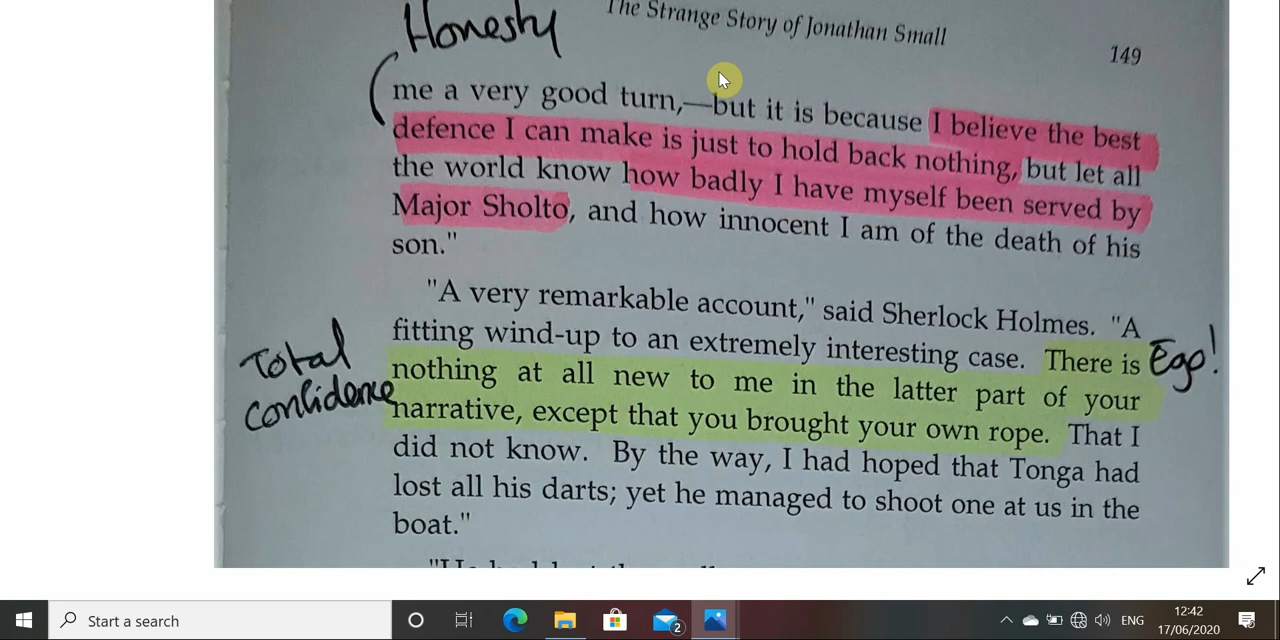 Honesty
The Strange Story of Jonathan Small
149
me a very good turn,—but it is because I believe the best
defence I can make is just to hold back nothing, but let all
the world know how badly I have myself been served by
Major Sholto, and how innocent I am of the death of his
son."
"A very remarkable account," said Sherlock Holmes. "A
fitting wind-up to an extremely interesting case. There is
Ego!
Total
confidence
nothing at all new to me in the latter part of your
narrative, except that you brought your own rope. That I
did not know. By the way, I had hoped that Tonga had
lost all his darts; yet he managed to shoot one at us in the
boat."
Start a search
2
ENG
12:42
17/06/2020